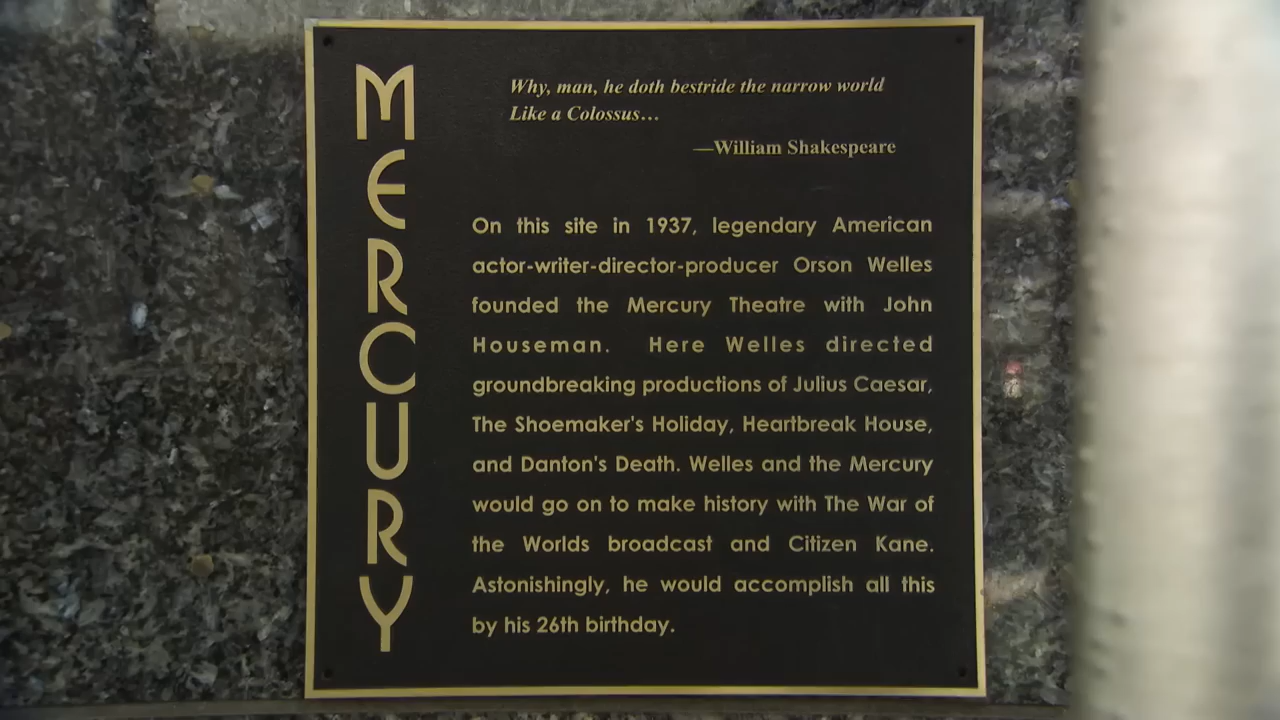 MERCURY
Why, man, he doth bestride the narrow world
Like a Colossus…
—William Shakespeare
On this site in 1937, legendary American
actor-writer-director-producer Orson Welles
founded the Mercury Theatre with John
Houseman. Here Welles directed
groundbreaking productions of Julius Caesar,
The Shoemaker's Holiday, Heartbreak House,
and Danton's Death. Welles and the Mercury
would go on to make history with The War of
the Worlds broadcast and Citizen Kane.
Astonishingly, he would accomplish all this
by his 26th birthday.